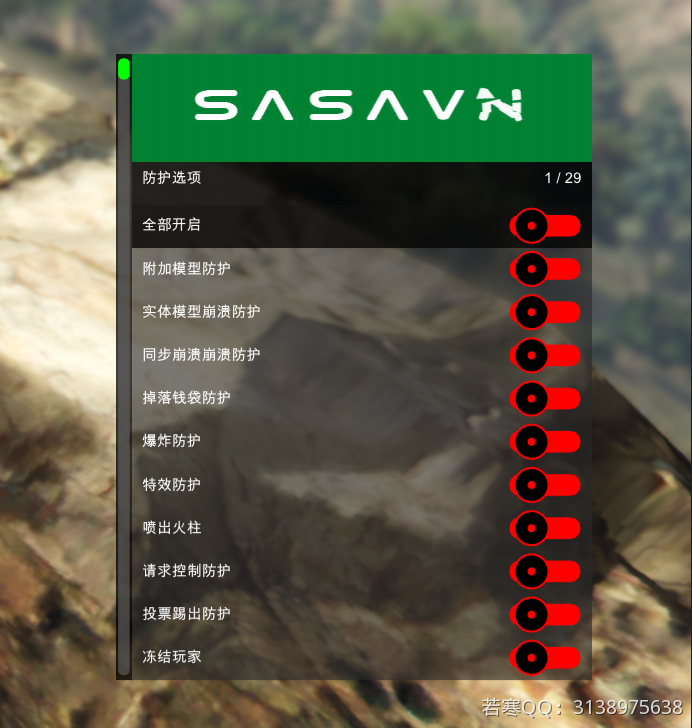 SASAVN
防护选项 1 / 29
全部开启
附加模型防护
实体模型崩溃防护
同步崩溃崩溃防护
掉落钱袋防护
爆炸防护
特效防护
喷出火柱
请求控制防护
投票踢出防护
冻结玩家
若寒QQ：3138975638